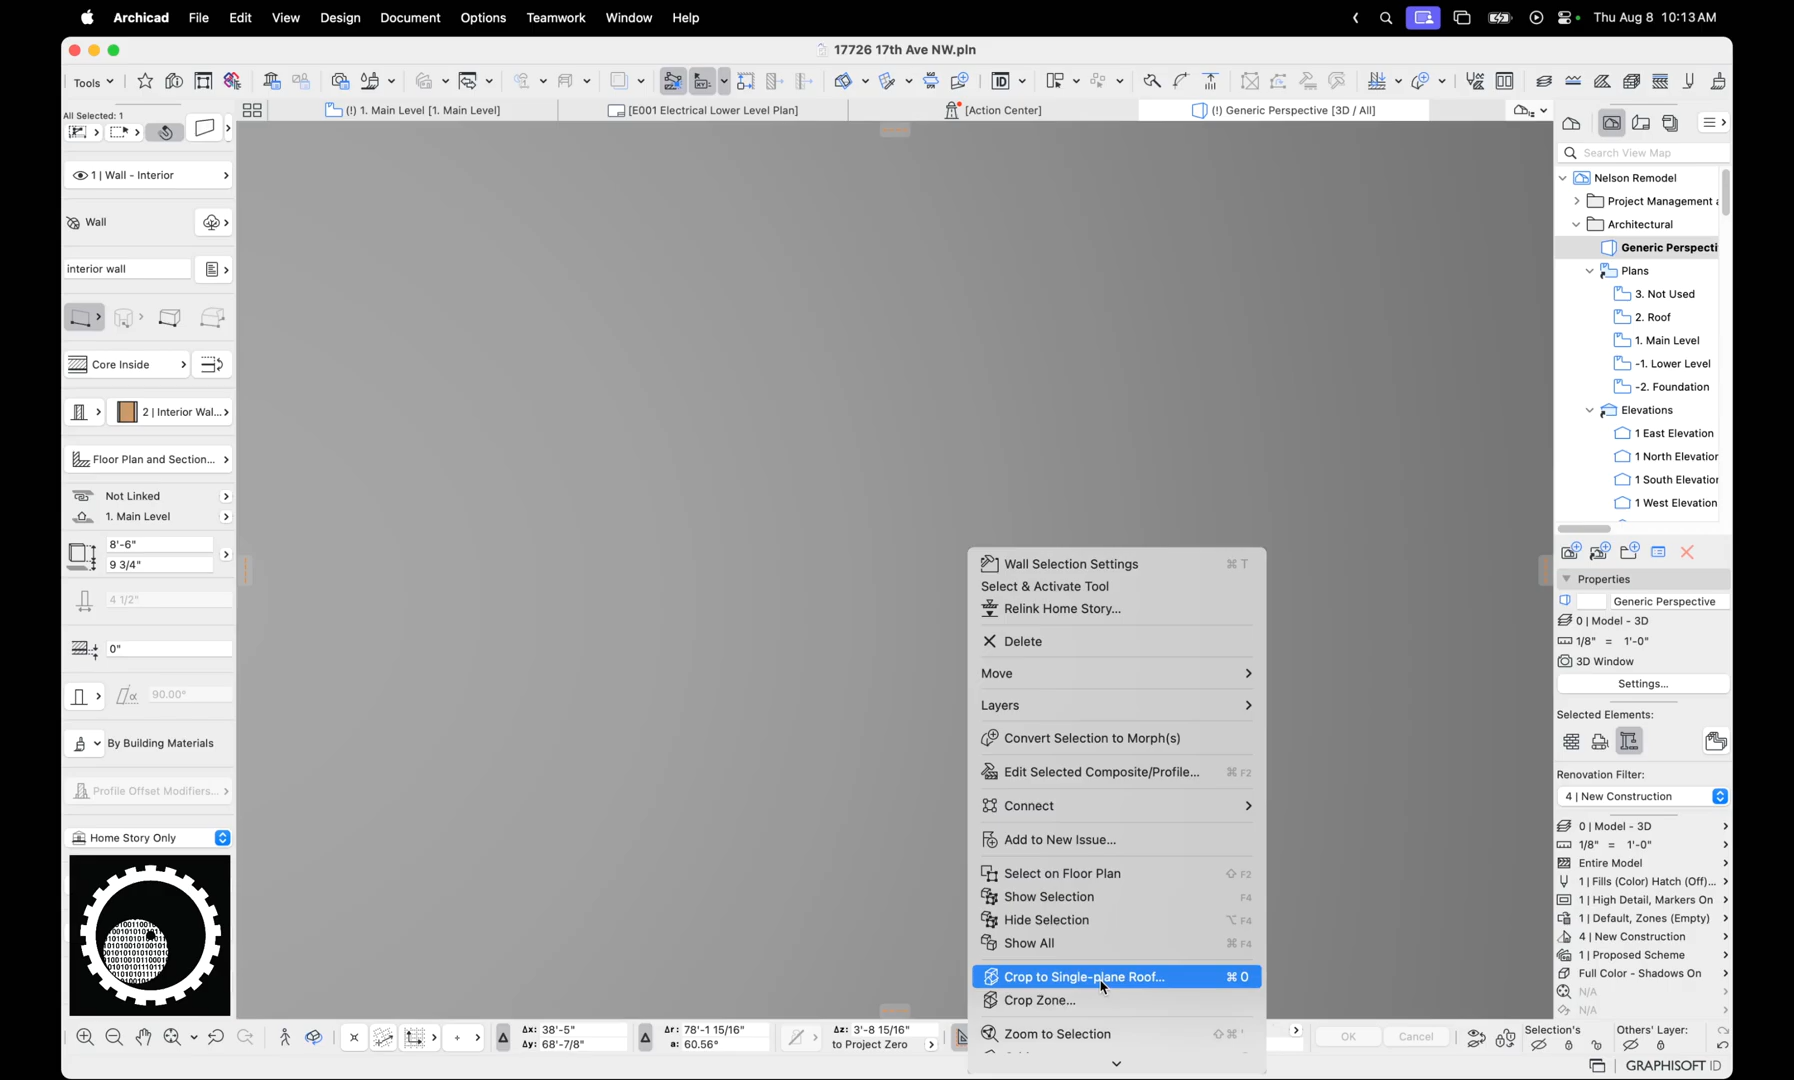 Archicad File Edit View Design Document Options Teamwork Window Help
Thu Aug 8 10:13 AM
17726 17th Ave NW.pln
Tools
(!) 1. Main Level [1. Main Level]
[E001 Electrical Lower Level Plan]
[Action Center]
(!) Generic Perspective [3D / All]
All Selected: 1
1 | Wall - Interior
Wall
interior wall
Core Inside
2 | Interior Wal...
Floor Plan and Section...
Not Linked
1. Main Level
8'-6"
9 3/4"
4 1/2"
0"
90.00°
By Building Materials
Profile Offset Modifiers...
Home Story Only
Wall Selection Settings ⌘ T
Select & Activate Tool
Relink Home Story...
Delete
Move
Layers
Convert Selection to Morph(s)
Edit Selected Composite/Profile... ⌘ F2
Connect
Add to New Issue...
Select on Floor Plan ⇧ F2
Show Selection F4
Hide Selection ⌥ F4
Show All ⌘ F4
Crop to Single-plane Roof... ⌘ 0
Crop Zone...
Zoom to Selection ⇧⌘ '
Search View Map
Nelson Remodel
Project Management
Architectural
Generic Perspecti
Plans
3. Not Used
2. Roof
1. Main Level
-1. Lower Level
-2. Foundation
Elevations
1 East Elevation
1 North Elevation
1 South Elevation
1 West Elevation
Properties
Generic Perspective
0 | Model - 3D
1/8" = 1'-0"
3D Window
Settings...
Selected Elements:
Renovation Filter:
4 | New Construction
0 | Model - 3D
1/8" = 1'-0"
Entire Model
1 | Fills (Color) Hatch (Off)...
1 | High Detail, Markers On
1 | Default, Zones (Empty)
4 | New Construction
1 | Proposed Scheme
Full Color - Shadows On
N/A
N/A
Δx: 38'-5"
Δy: 68'-7/8"
Δr: 78'-1 15/16"
a: 60.56°
Δz: 3'-8 15/16"
to Project Zero
OK
Cancel
Selection's
Others' Layer:
GRAPHISOFT ID